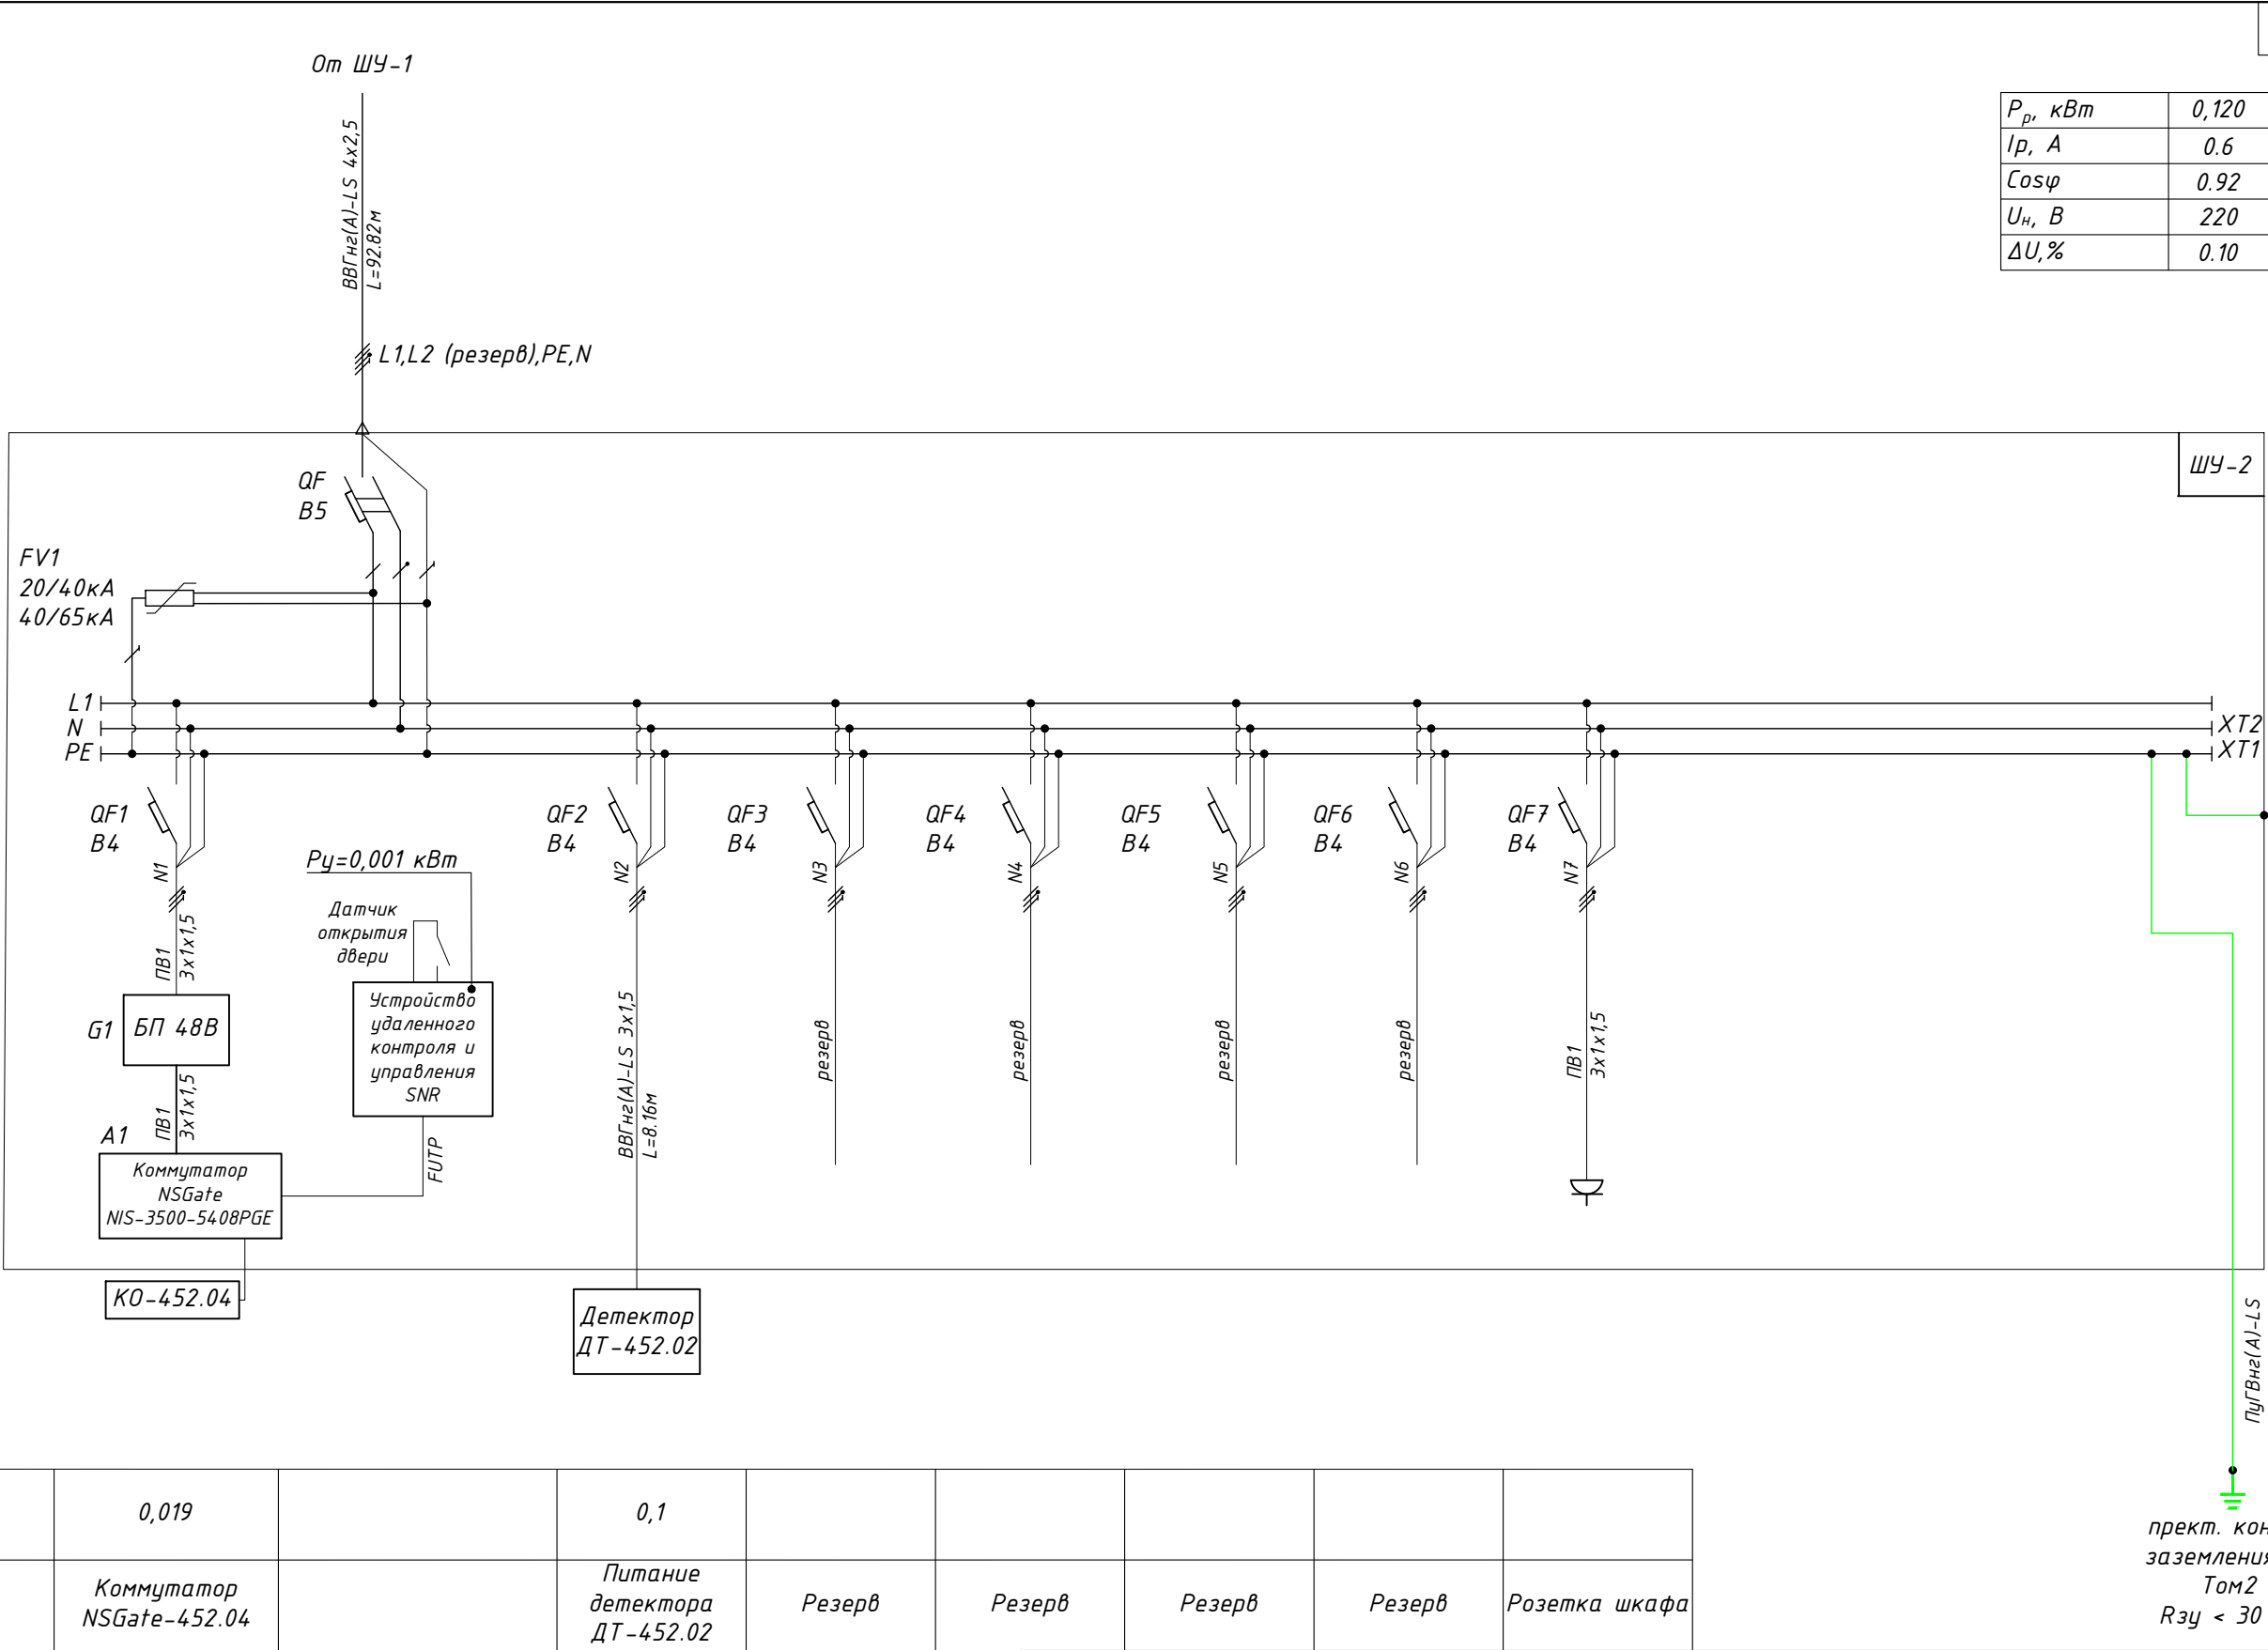 От ШУ-1
ВВГнг(А)-LS 4х2,5
L=92.82м
L1,L2 (резерв),PE,N
Pр, кВт 0,120
Iр, А 0.6
Cosφ 0.92
Uн, В 220
ΔU,% 0.10
ШУ-2
QF
B5
FV1
20/40кА
40/65кА
L1
N
PE
XT2
XT1
QF1
B4
QF2
B4
QF3
B4
QF4
B4
QF5
B4
QF6
B4
QF7
B4
N1
N2
N3
N4
N5
N6
N7
Ру=0,001 кВт
Датчик
открытия
двери
ПВ1
3х1х1,5
G1
БП 48В
Устройство
удаленного
контроля и
управления
SNR
ВВГнг(А)-LS 3х1,5
L=8.16м
резерв
резерв
резерв
резерв
ПВ1
3х1х1,5
ПВ1
3х1х1,5
A1
Коммутатор
NSGate
NIS-3500-5408PGE
FUTP
КО-452.04
Детектор
ДТ-452.02
ПуГВнг(А)-LS
0,019
0,1
Коммутатор
NSGate-452.04
Питание
детектора
ДТ-452.02
Резерв
Резерв
Резерв
Резерв
Розетка шкафа
прект.
заземления
Том2
Rзу < 30